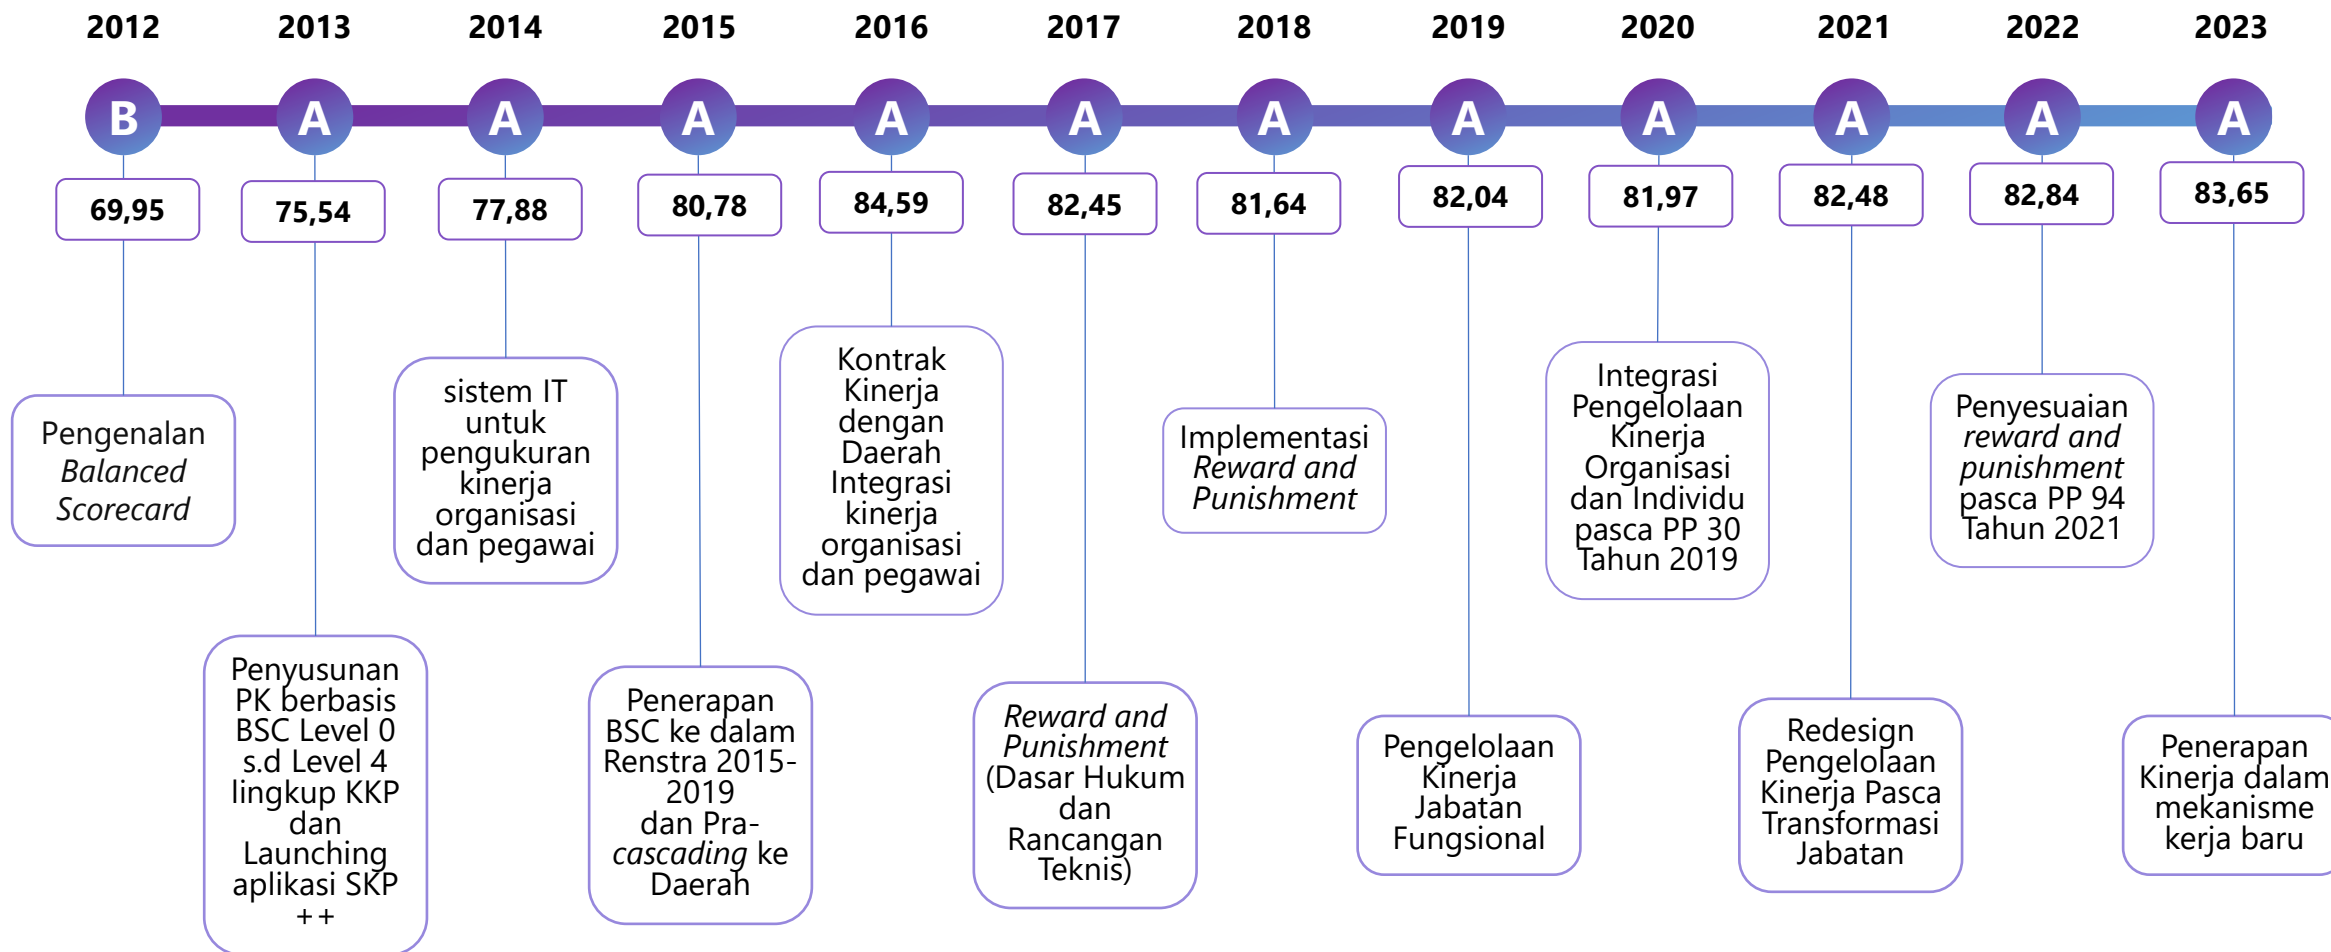 2012 2013 2014 2015 2016 2017 2018 2019 2020 2021 2022 2023
B A A A A A A A A A A A
69,95 75,54 77,88 80,78 84,59 82,45 81,64 82,04 81,97 82,48 82,84 83,65
Pengenalan
Balanced
Scorecard
Penyusunan
PK berbasis
BSC Level 0
s.d Level 4
lingkup KKP
dan
Launching
aplikasi SKP
++
sistem IT
untuk
pengukuran
kinerja
organisasi
dan pegawai
Penerapan
BSC ke dalam
Renstra 2015-
2019
dan Pra-
cascading ke
Daerah
Kontrak
Kinerja
dengan
Daerah
Integrasi
kinerja
organisasi
dan pegawai
Reward and
Punishment
(Dasar Hukum
dan
Rancangan
Teknis)
Implementasi
Reward and
Punishment
Pengelolaan
Kinerja
Jabatan
Fungsional
Integrasi
Pengelolaan
Kinerja
Organisasi
dan Individu
pasca PP 30
Tahun 2019
Redesign
Pengelolaan
Kinerja Pasca
Transformasi
Jabatan
Penyesuaian
reward and
punishment
pasca PP 94
Tahun 2021
Penerapan
Kinerja dalam
mekanisme
kerja baru